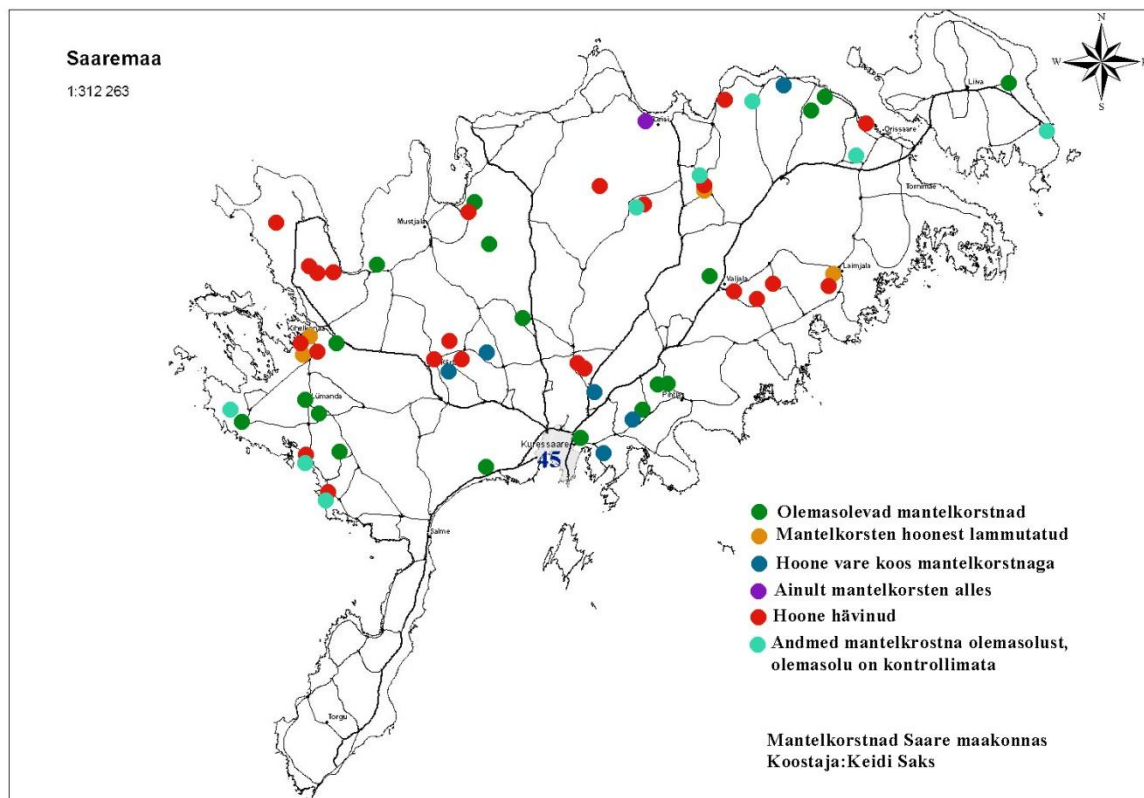 Saaremaa
1:312 263
N
W
E
S
Liiva
Orissaare
Tornimäe
Mustjala
Laimjala
Valjala
Kihelkonna
Lümanda
Pihtla
Kuressaare
45
Salme
Torgu
Olemasolevad mantelkorstnad
Mantelkorsten hoonest lammutatud
Hoone vare koos mantelkorstnaga
Ainult mantelkorsten alles
Hoone hävinud
Andmed mantelkrostna olemasolust,
olemasolu on kontrollimata
Mantelkorstnad Saare maakonnas
Koostaja:Keidi Saks